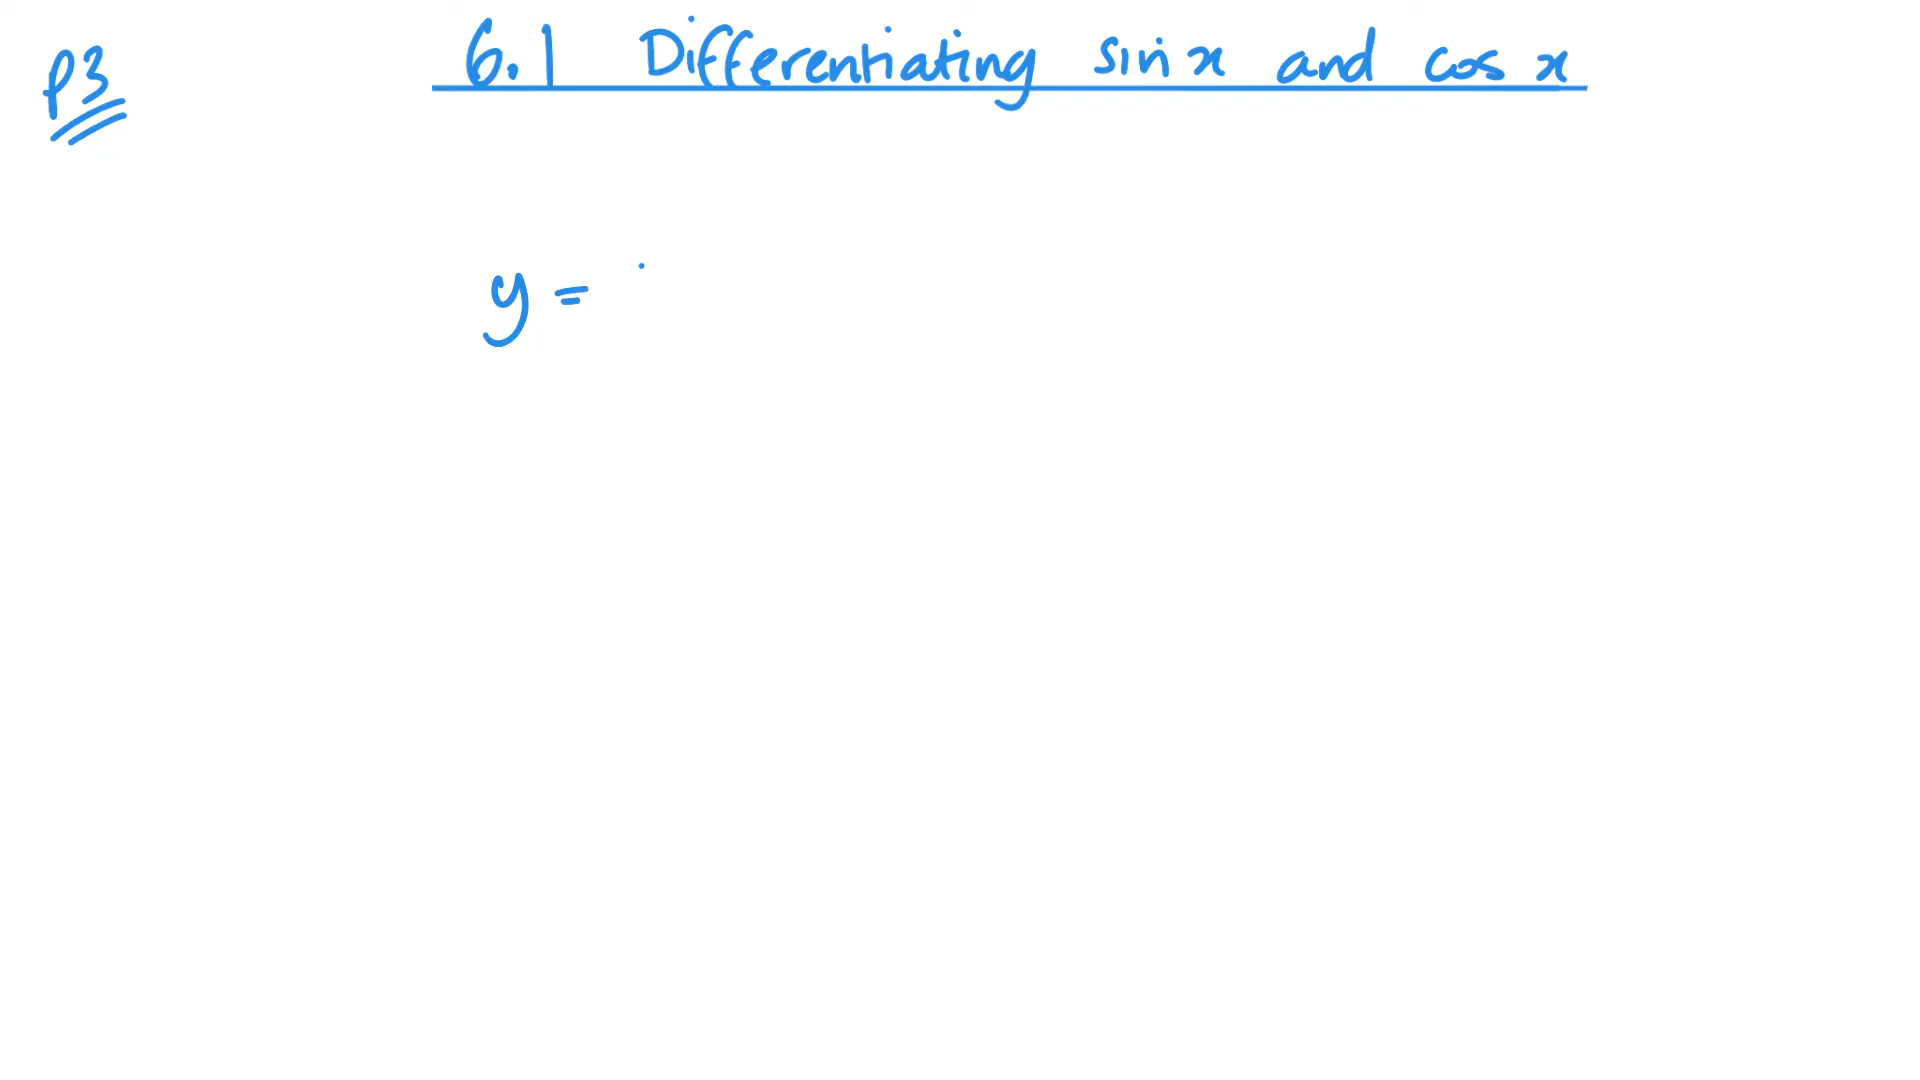 P3
6.1 Differentiating sin x and cos x
y =